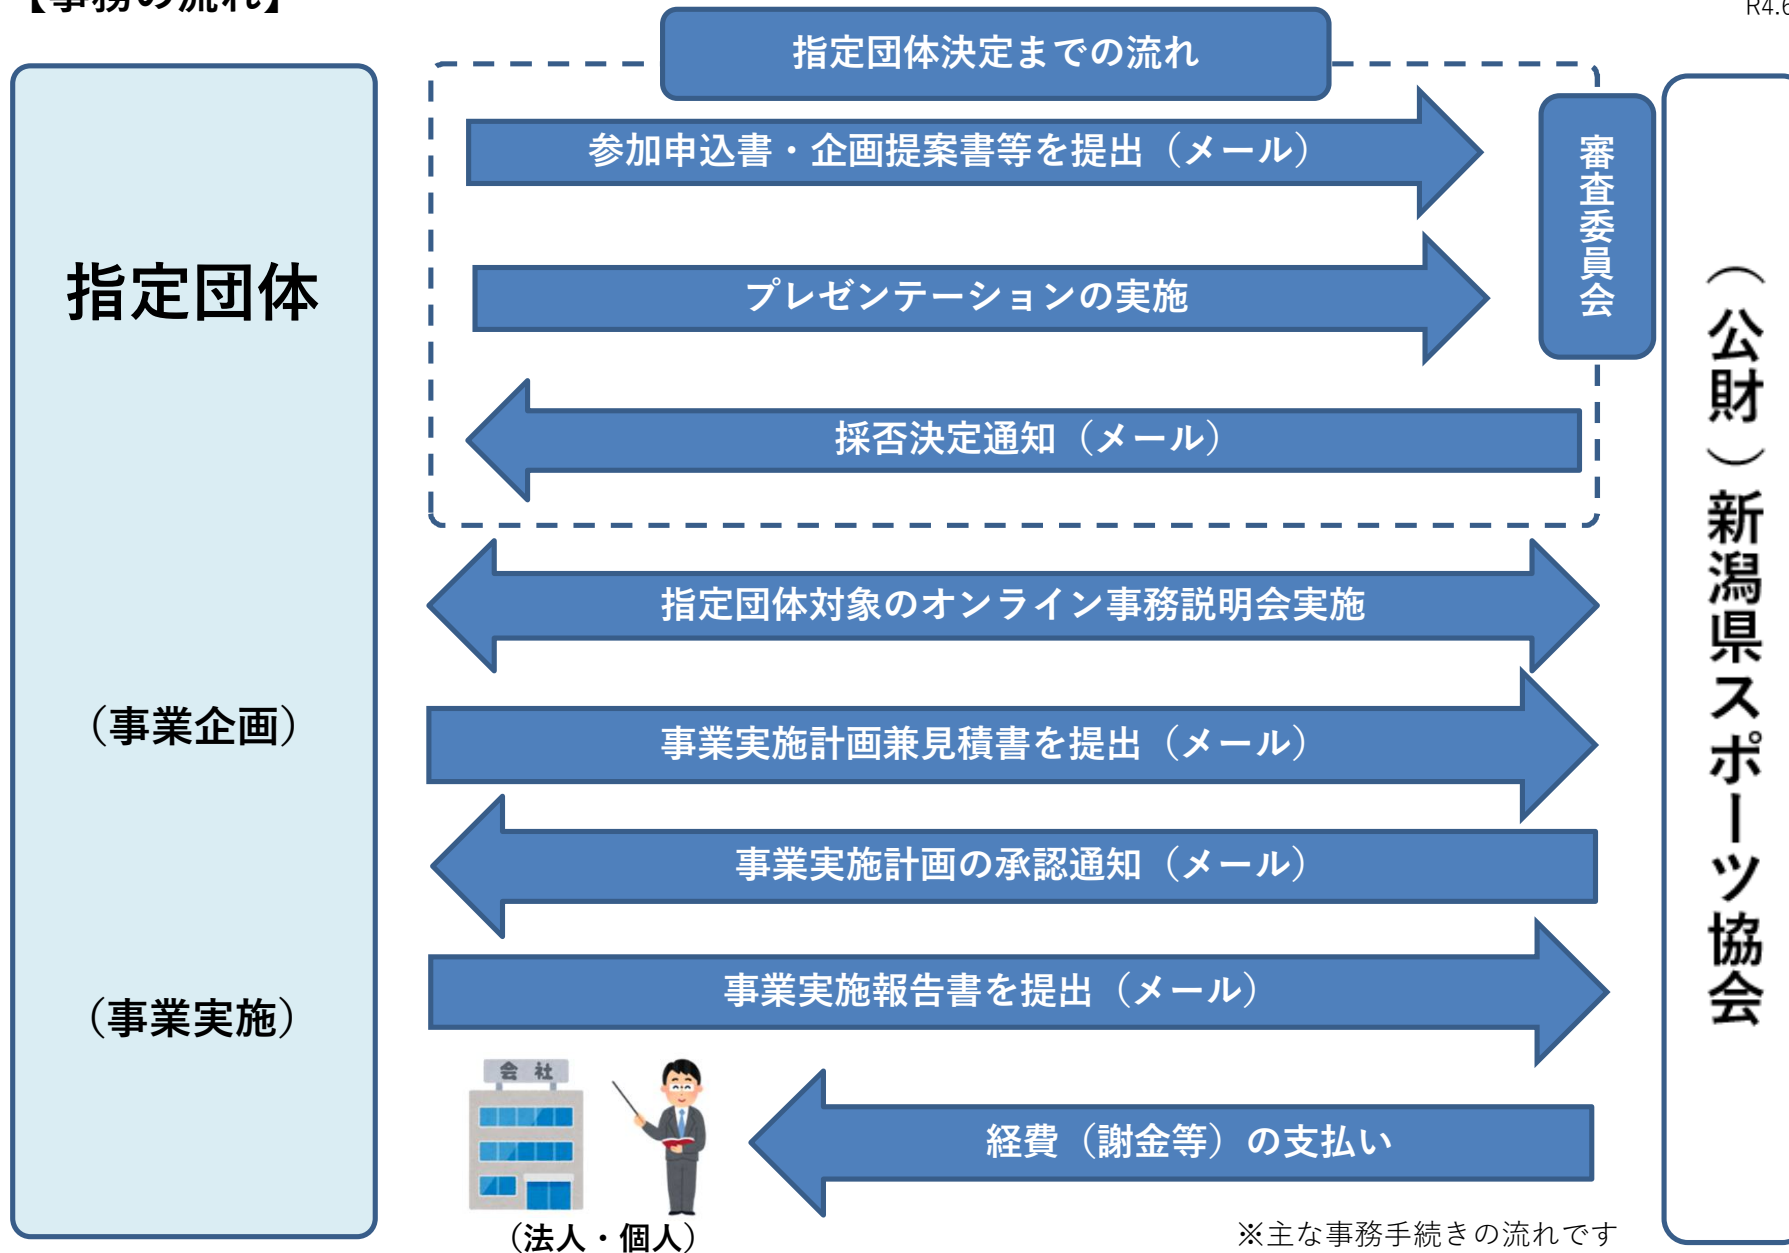 【事務の流れ】
R4.6
指定団体決定までの流れ
参加申込書・企画提案書等を提出（メール）
審査委員会
指定団体
プレゼンテーションの実施
採否決定通知（メール）
（公財）新潟県スポーツ協会
指定団体対象のオンライン事務説明会実施
（事業企画）
事業実施計画兼見積書を提出（メール）
事業実施計画の承認通知（メール）
（事業実施）
事業実施報告書を提出（メール）
会社
経費（謝金等）の支払い
（法人・個人）
※主な事務手続きの流れです